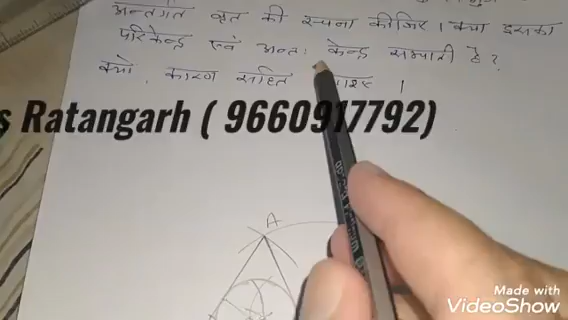 अन्तर्गत वृत की रचना कीजिए । क्या इसका
परिकेन्द्र एवं अन्तः केन्द्र सम्पाती है ?
क्यों कारण सहित ।
s Ratangarh ( 9660917792)
A
Made with
VideoShow